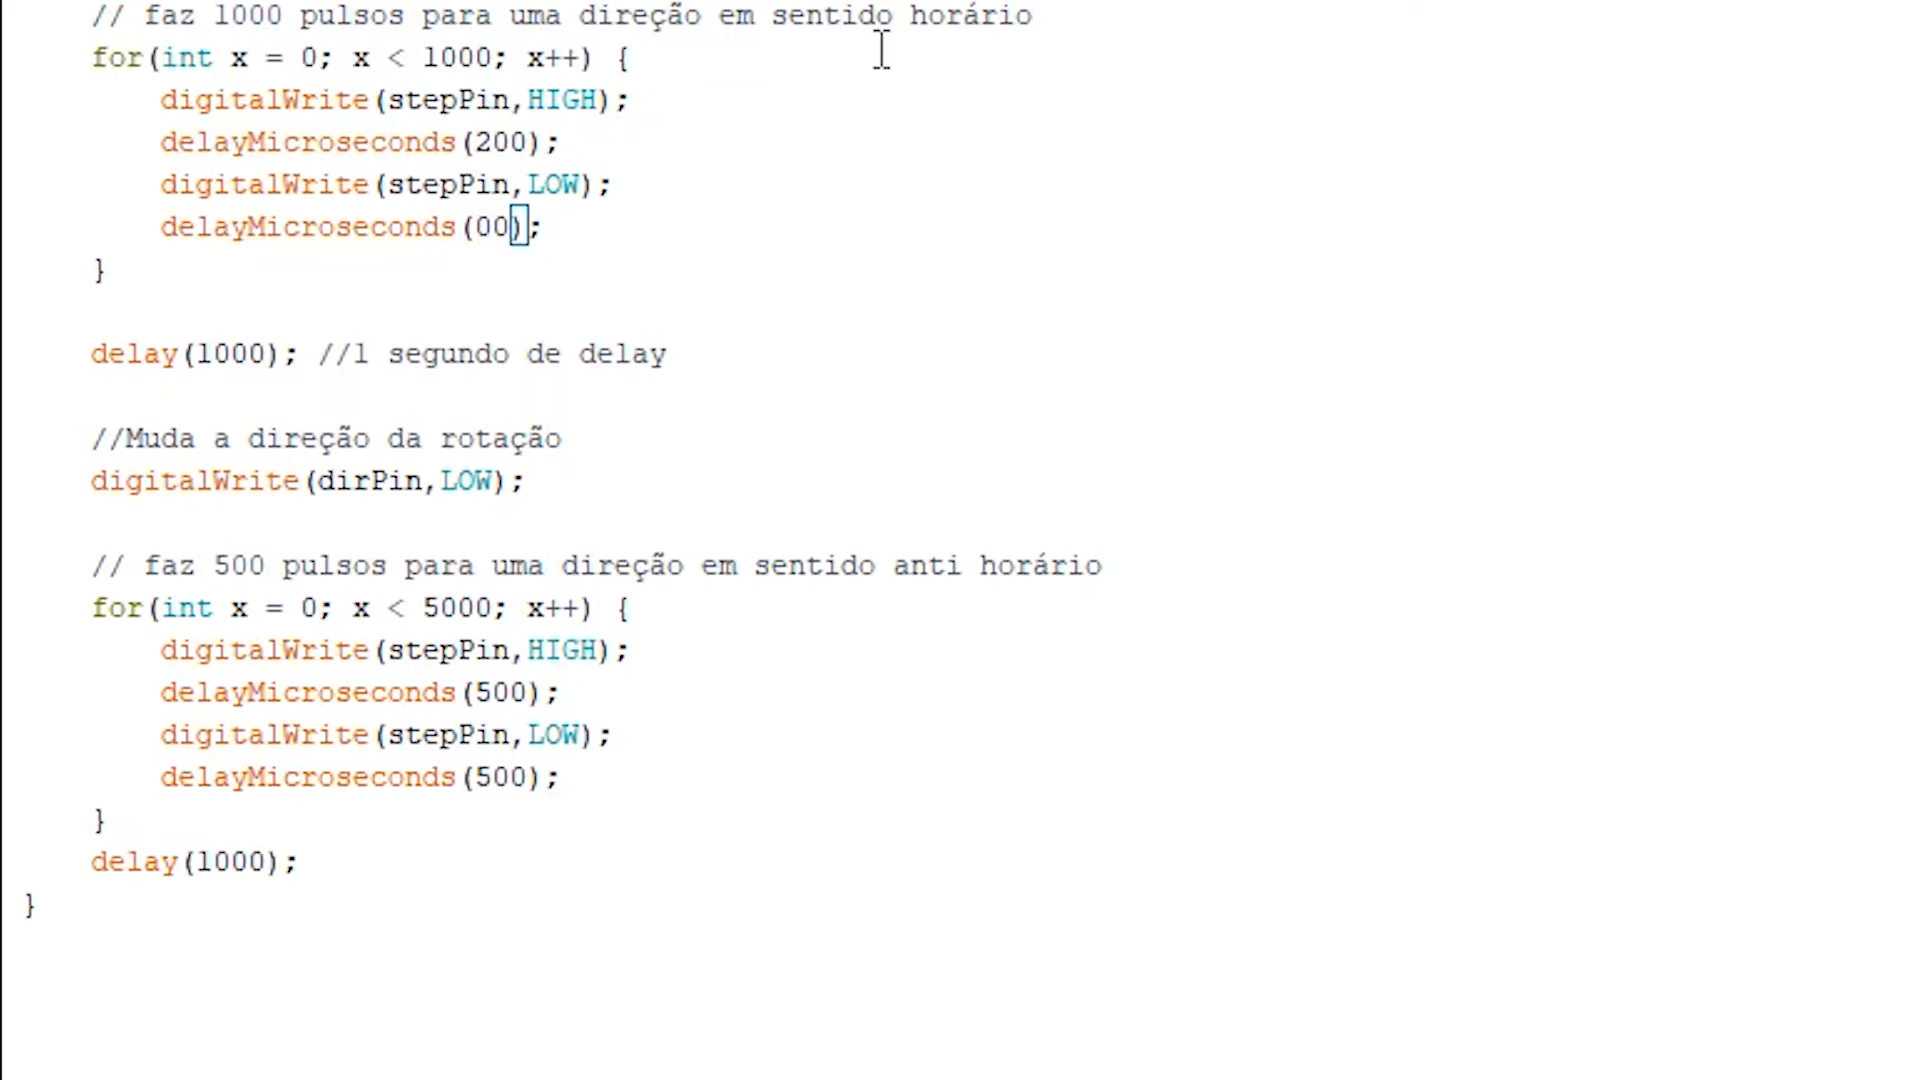 // faz 1000 pulsos para uma direção em sentido horário
for(int x = 0; x < 1000; x++) {
digitalWrite(stepPin,HIGH);
delayMicroseconds(200);
digitalWrite(stepPin,LOW);
delayMicroseconds(00);
}
delay(1000); //1 segundo de delay
//Muda a direção da rotação
digitalWrite(dirPin,LOW);
// faz 500 pulsos para uma direção em sentido anti horário
for(int x = 0; x < 5000; x++) {
digitalWrite(stepPin,HIGH);
delayMicroseconds(500);
digitalWrite(stepPin,LOW);
delayMicroseconds(500);
}
delay(1000);
}